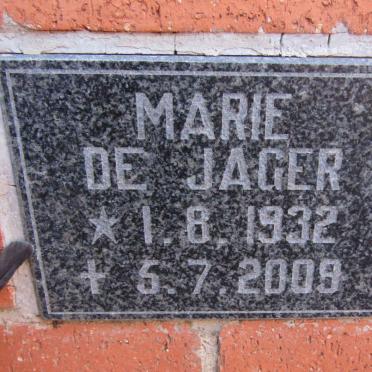 MARIE
DE JAGER
* 1.8.1932
† 5.7.2009